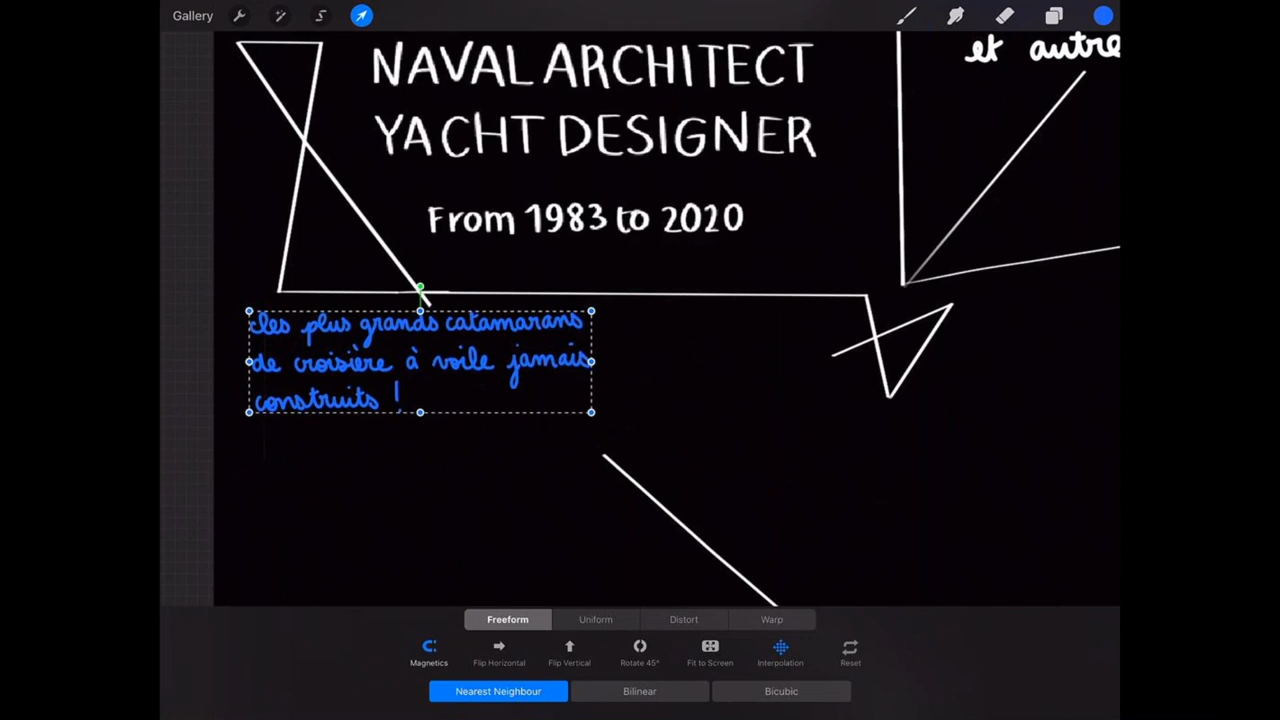 Gallery
et autre
NAVAL ARCHITECT
YACHT DESIGNER
From 1983 to 2020
les plus grands catamarans
de croisière à voile jamais
construits !
Freeform Uniform Distort Warp
Magnetics Flip Horizontal Flip Vertical Rotate 45° Fit to Screen Interpolation Reset
Nearest Neighbour Bilinear Bicubic